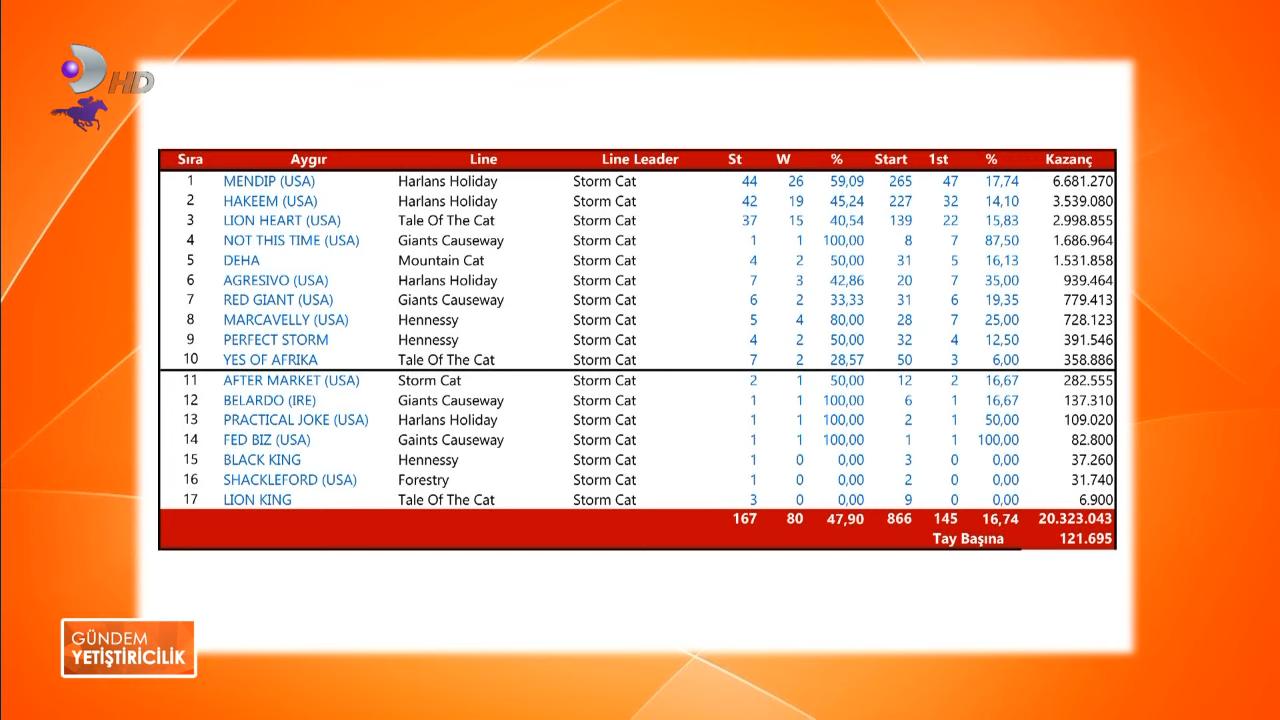 HD
Sıra Aygır Line Line Leader St W % Start 1st % Kazanç
1 MENDIP (USA) Harlans Holiday Storm Cat 44 26 59,09 265 47 17,74 6.681.270
2 HAKEEM (USA) Harlans Holiday Storm Cat 42 19 45,24 227 32 14,10 3.539.080
3 LION HEART (USA) Tale Of The Cat Storm Cat 37 15 40,54 139 22 15,83 2.998.855
4 NOT THIS TIME (USA) Giants Causeway Storm Cat 1 1 100,00 8 7 87,50 1.686.964
5 DEHA Mountain Cat Storm Cat 4 2 50,00 31 5 16,13 1.531.858
6 AGRESIVO (USA) Harlans Holiday Storm Cat 7 3 42,86 20 7 35,00 939.464
7 RED GIANT (USA) Giants Causeway Storm Cat 6 2 33,33 31 6 19,35 779.413
8 MARCAVELLY (USA) Hennessy Storm Cat 5 4 80,00 28 7 25,00 728.123
9 PERFECT STORM Hennessy Storm Cat 4 2 50,00 32 4 12,50 391.546
10 YES OF AFRIKA Tale Of The Cat Storm Cat 7 2 28,57 50 3 6,00 358.886
11 AFTER MARKET (USA) Storm Cat Storm Cat 2 1 50,00 12 2 16,67 282.555
12 BELARDO (IRE) Giants Causeway Storm Cat 1 1 100,00 6 1 16,67 137.310
13 PRACTICAL JOKE (USA) Harlans Holiday Storm Cat 1 1 100,00 2 1 50,00 109.020
14 FED BIZ (USA) Gaints Causeway Storm Cat 1 1 100,00 1 1 100,00 82.800
15 BLACK KING Hennessy Storm Cat 1 0 0,00 3 0 0,00 37.260
16 SHACKLEFORD (USA) Forestry Storm Cat 1 0 0,00 2 0 0,00 31.740
17 LION KING Tale Of The Cat Storm Cat 3 0 0,00 9 0 0,00 6.900
167 80 47,90 866 145 16,74 20.323.043
Tay Başına 121.695
GÜNDEM
YETİŞTİRİCİLİK